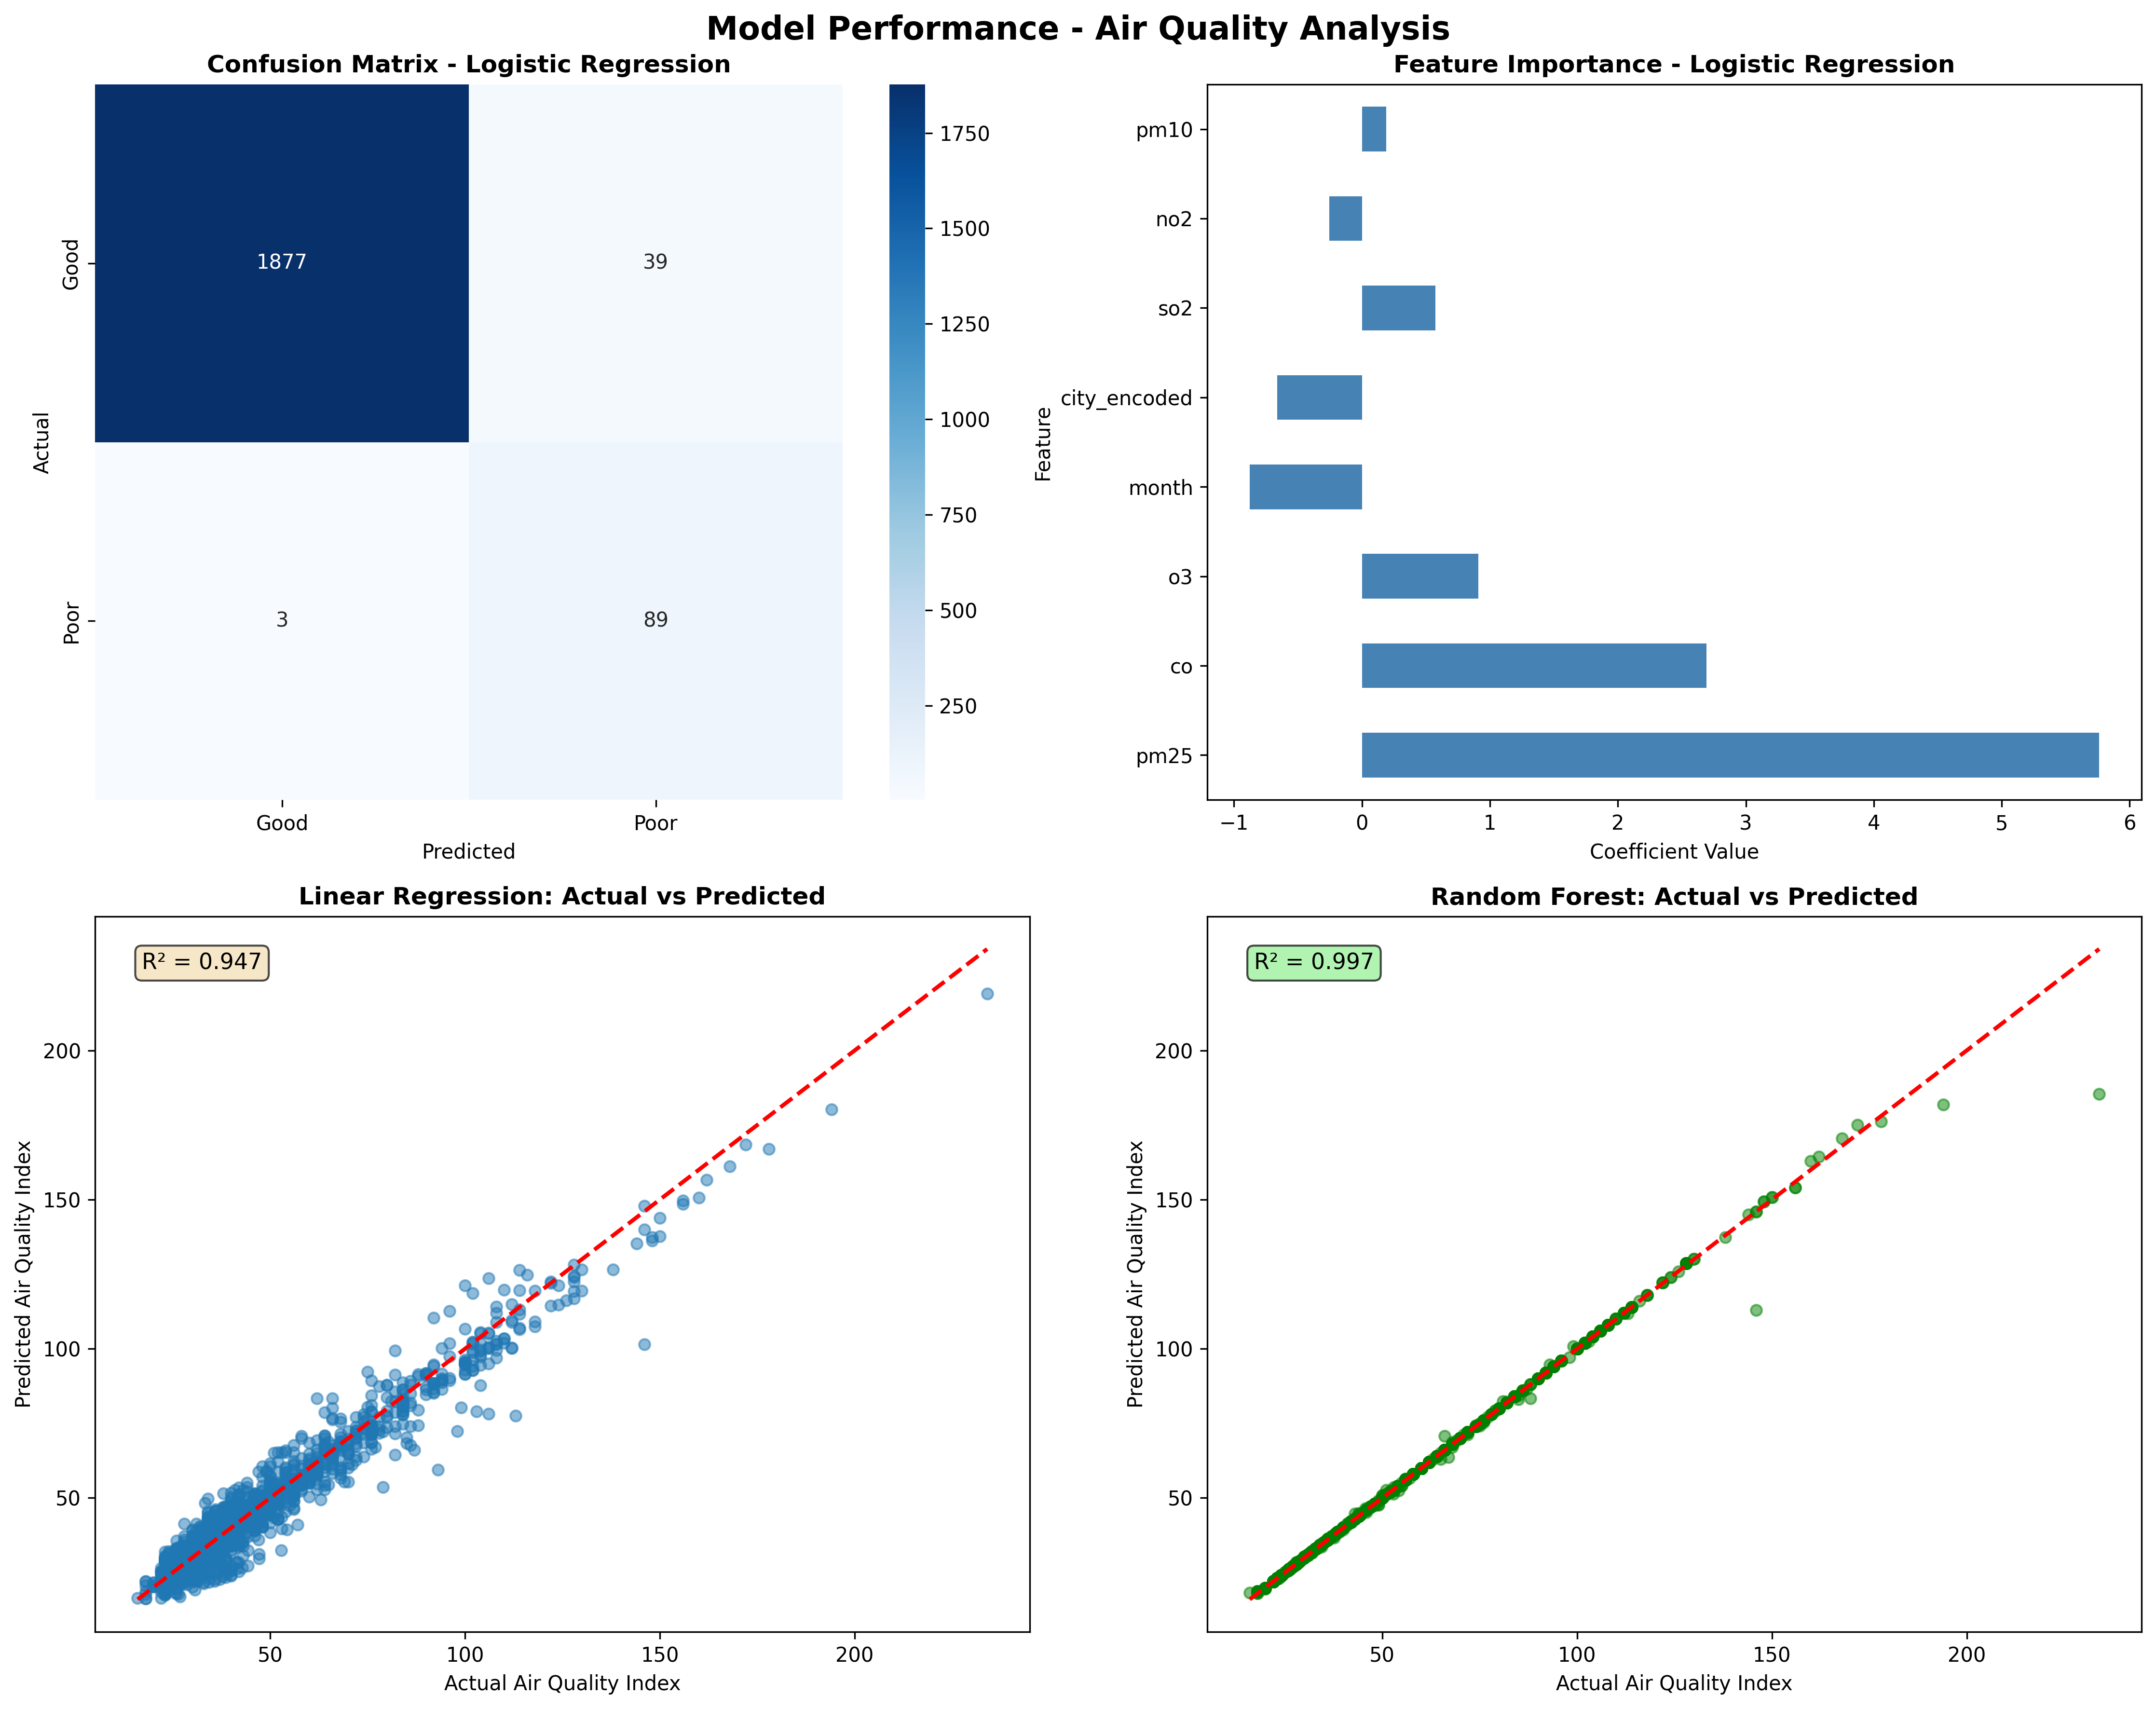 Model Performance - Air Quality Analysis
Confusion Matrix - Logistic Regression
Good
Poor
Actual
1877
39
3
89
Good
Poor
Predicted
1750
1500
1250
1000
750
500
250
Feature Importance - Logistic Regression
Feature
pm10
no2
so2
city_encoded
month
o3
co
pm25
−1
0
1
2
3
4
5
6
Coefficient Value
Linear Regression: Actual vs Predicted
R² = 0.947
Predicted Air Quality Index
200
150
100
50
50
100
150
200
Actual Air Quality Index
Random Forest: Actual vs Predicted
R² = 0.997
Predicted Air Quality Index
200
150
100
50
50
100
150
200
Actual Air Quality Index